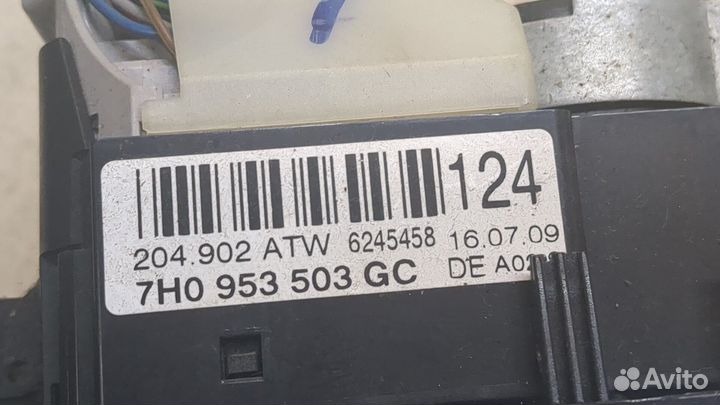 124
204.902 ATW 6245458 16.07.09
7H0 953 503 GC DE
Avito